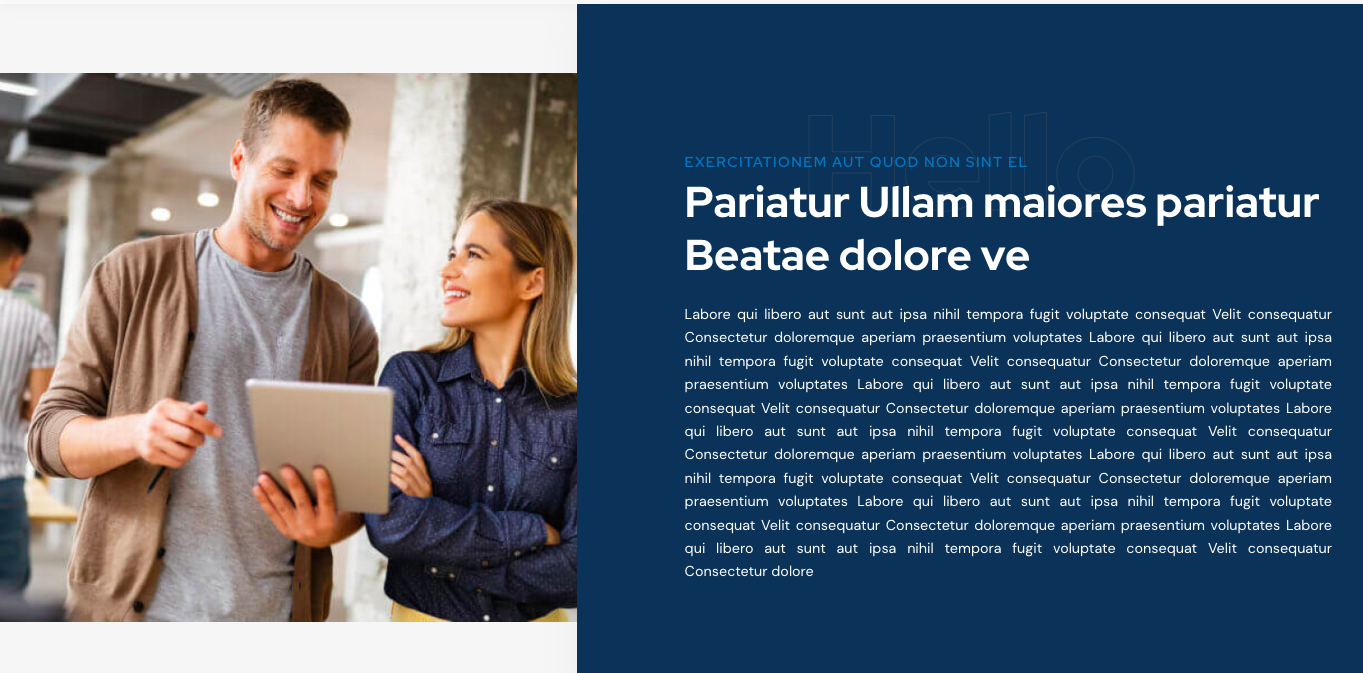 Hello
EXERCITATIONEM AUT QUOD NON SINT EL
Pariatur Ullam maiores pariatur
Beatae dolore ve
Labore qui libero aut sunt aut ipsa nihil tempora fugit voluptate consequat Velit consequatur
Consectetur doloremque aperiam praesentium voluptates Labore qui libero aut sunt aut ipsa
nihil tempora fugit voluptate consequat Velit consequatur Consectetur doloremque aperiam
praesentium voluptates Labore qui libero aut sunt aut ipsa nihil tempora fugit voluptate
consequat Velit consequatur Consectetur doloremque aperiam praesentium voluptates Labore
qui libero aut sunt aut ipsa nihil tempora fugit voluptate consequat Velit consequatur
Consectetur doloremque aperiam praesentium voluptates Labore qui libero aut sunt aut ipsa
nihil tempora fugit voluptate consequat Velit consequatur Consectetur doloremque aperiam
praesentium voluptates Labore qui libero aut sunt aut ipsa nihil tempora fugit voluptate
consequat Velit consequatur Consectetur doloremque aperiam praesentium voluptates Labore
qui libero aut sunt aut ipsa nihil tempora fugit voluptate consequat Velit consequatur
Consectetur dolore